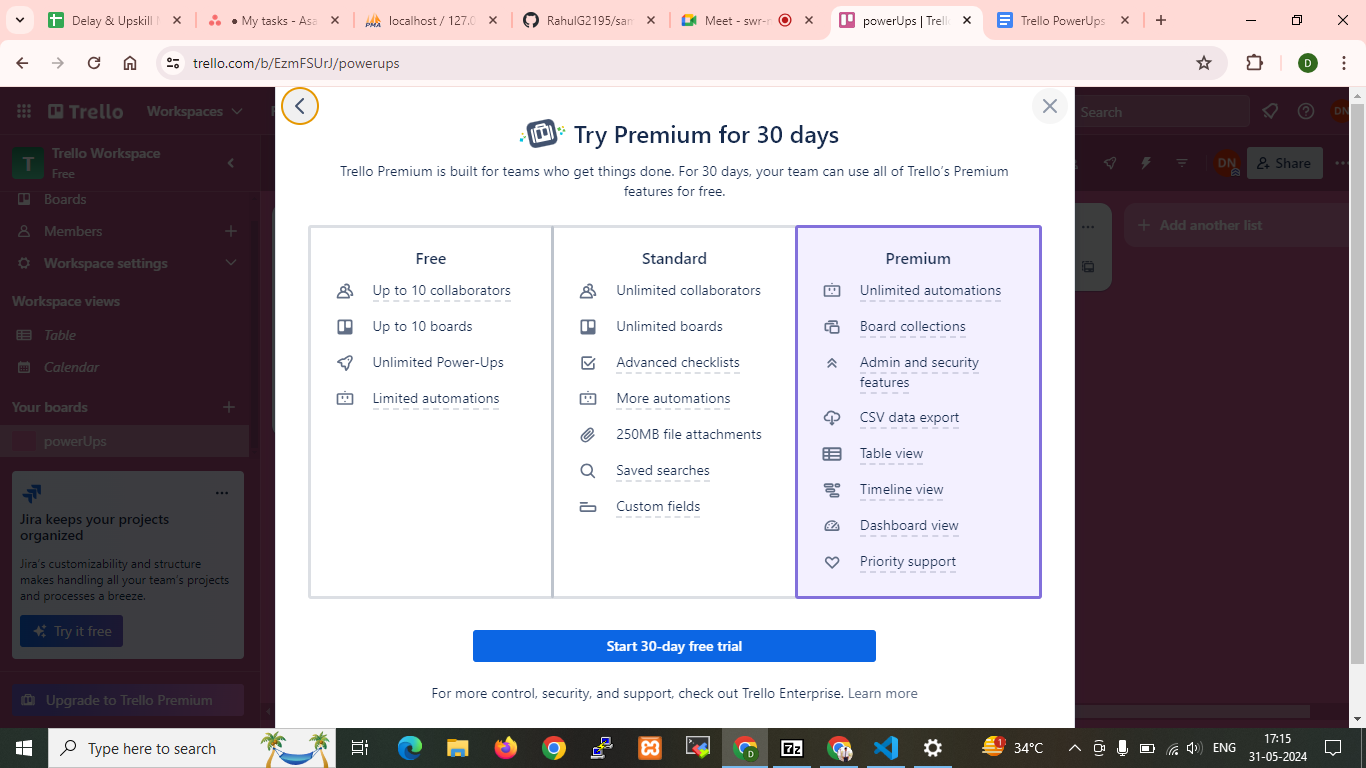 Delay & Upskill M
● My tasks - Asa
localhost / 127.0
RahulG2195/sam
Meet - swr-r
powerUps | Trell
Trello PowerUps
trello.com/b/EzmFSUrJ/powerups
D
Trello
Workspaces
Search
DN
T
Trello Workspace
Free
DN
Share
Boards
Members
Workspace settings
Workspace views
Table
Calendar
Your boards
powerUps
Jira keeps your projects
organized
Jira's customizability and structure
makes handling all your team's projects
and processes a breeze.
Try it free
Upgrade to Trello Premium
Add another list
Try Premium for 30 days
Trello Premium is built for teams who get things done. For 30 days, your team can use all of Trello's Premium
features for free.
Free
Up to 10 collaborators
Up to 10 boards
Unlimited Power-Ups
Limited automations
Standard
Unlimited collaborators
Unlimited boards
Advanced checklists
More automations
250MB file attachments
Saved searches
Custom fields
Premium
Unlimited automations
Board collections
Admin and security
features
CSV data export
Table view
Timeline view
Dashboard view
Priority support
Start 30-day free trial
For more control, security, and support, check out Trello Enterprise. Learn more
Type here to search
D
7z
1
34°C
ENG
17:15
31-05-2024